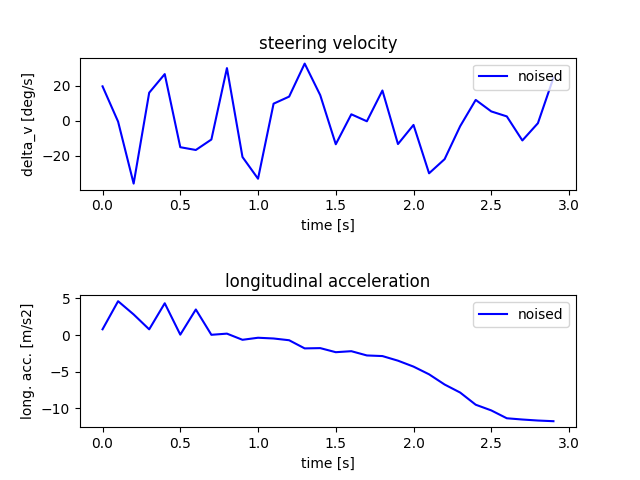 steering velocity
delta_v [deg/s]
20
0
−20
noised
0.0 0.5 1.0 1.5 2.0 2.5 3.0
time [s]
longitudinal acceleration
long. acc. [m/s2]
5
0
−5
−10
noised
0.0 0.5 1.0 1.5 2.0 2.5 3.0
time [s]